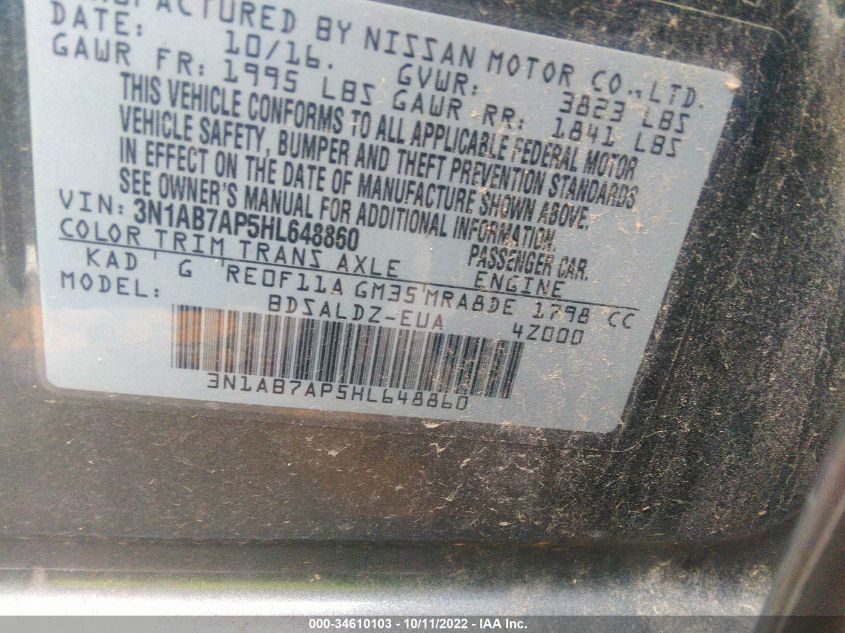 MANUFACTURED BY NISSAN MOTOR CO., LTD.
DATE: 10/16. GVWR: 3823 LBS
GAWR FR: 1995 LBS GAWR RR: 1841 LBS
THIS VEHICLE CONFORMS TO ALL APPLICABLE FEDERAL MOTOR
VEHICLE SAFETY, BUMPER AND THEFT PREVENTION STANDARDS
IN EFFECT ON THE DATE OF MANUFACTURE SHOWN ABOVE.
SEE OWNER'S MANUAL FOR ADDITIONAL INFORMATION.
VIN: 3N1AB7AP5HL648860 PASSENGER CAR.
COLOR TRIM TRANS AXLE ENGINE
KAD G RE0F11A GM35 MRA8DE 1798 CC
MODEL: BDSALDZ-EUA 4Z000
3N1AB7AP5HL648860
000-34610103 - 10/11/2022 - IAA Inc.